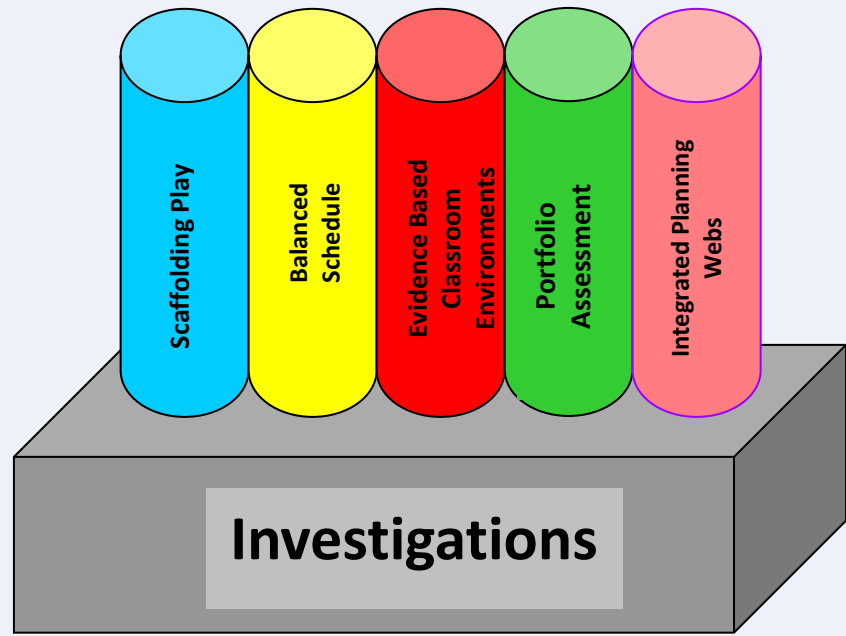 Scaffolding Play
Balanced
Schedule
Evidence Based
Classroom
Environments
Portfolio
Assessment
Integrated Planning
Webs
Investigations